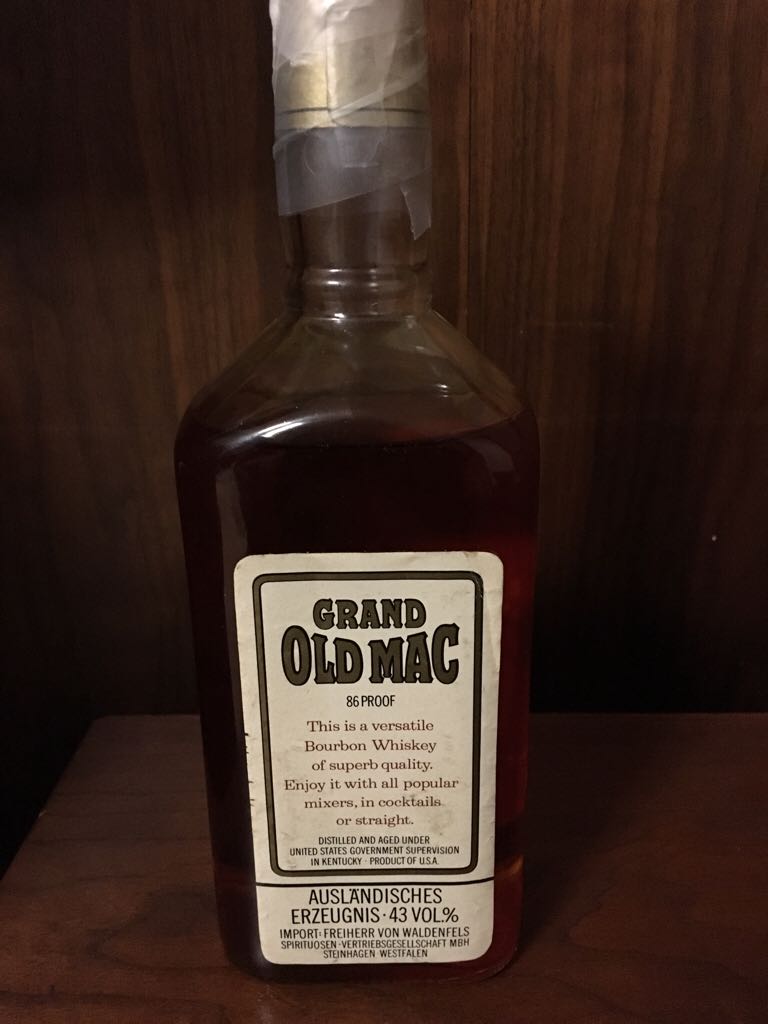 GRAND
OLD MAC
86 PROOF
This is a versatile
Bourbon Whiskey
of superb quality.
Enjoy it with all popular
mixers, in cocktails
or straight.
DISTILLED AND AGED UNDER
UNITED STATES GOVERNMENT SUPERVISION
IN KENTUCKY · PRODUCT OF U.S.A.
AUSLÄNDISCHES
ERZEUGNIS · 43 VOL.%
IMPORT: FREIHERR VON WALDENFELS
SPIRITUOSEN-VERTRIEBSGESELLSCHAFT MBH
STEINHAGEN WESTFALEN